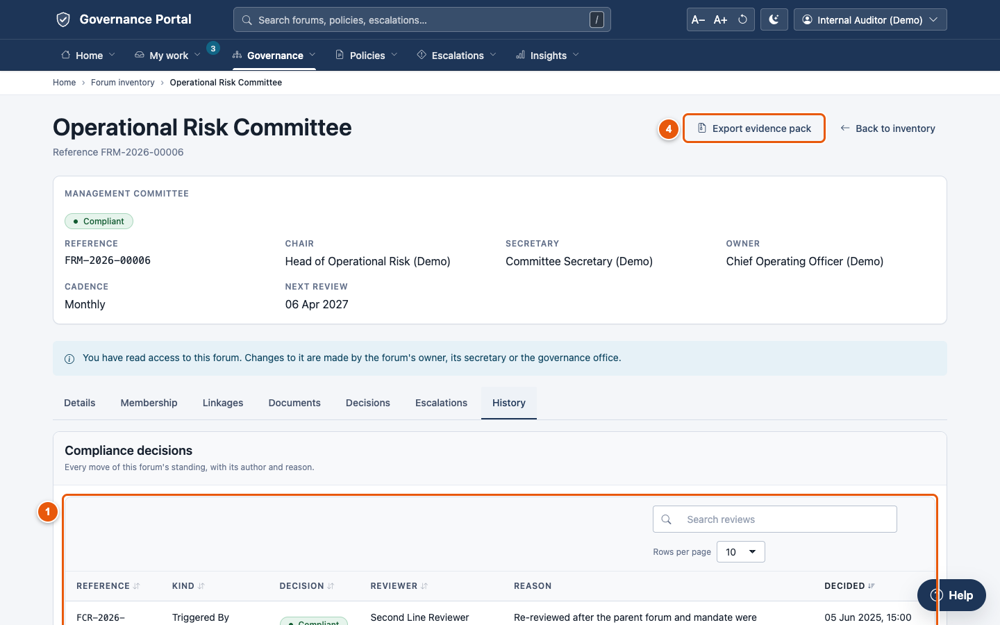 Governance Portal
Search forums, policies, escalations...
/
A−
A+
Internal Auditor (Demo)
Home
My work
3
Governance
Policies
Escalations
Insights
Home › Forum inventory › Operational Risk Committee
Operational Risk Committee
4
Export evidence pack
← Back to inventory
Reference FRM-2026-00006
MANAGEMENT COMMITTEE
Compliant
REFERENCE
CHAIR
SECRETARY
OWNER
FRM-2026-00006
Head of Operational Risk (Demo)
Committee Secretary (Demo)
Chief Operating Officer (Demo)
CADENCE
NEXT REVIEW
Monthly
06 Apr 2027
You have read access to this forum. Changes to it are made by the forum's owner, its secretary or the governance office.
Details
Membership
Linkages
Documents
Decisions
Escalations
History
Compliance decisions
Every move of this forum's standing, with its author and reason.
1
Search reviews
Rows per page
10
REFERENCE
KIND
DECISION
REVIEWER
REASON
DECIDED
Help
FCR-2026-
Triggered By
Compliant
Second Line Reviewer
Re-reviewed after the parent forum and mandate were
05 Jun 2025, 15:00